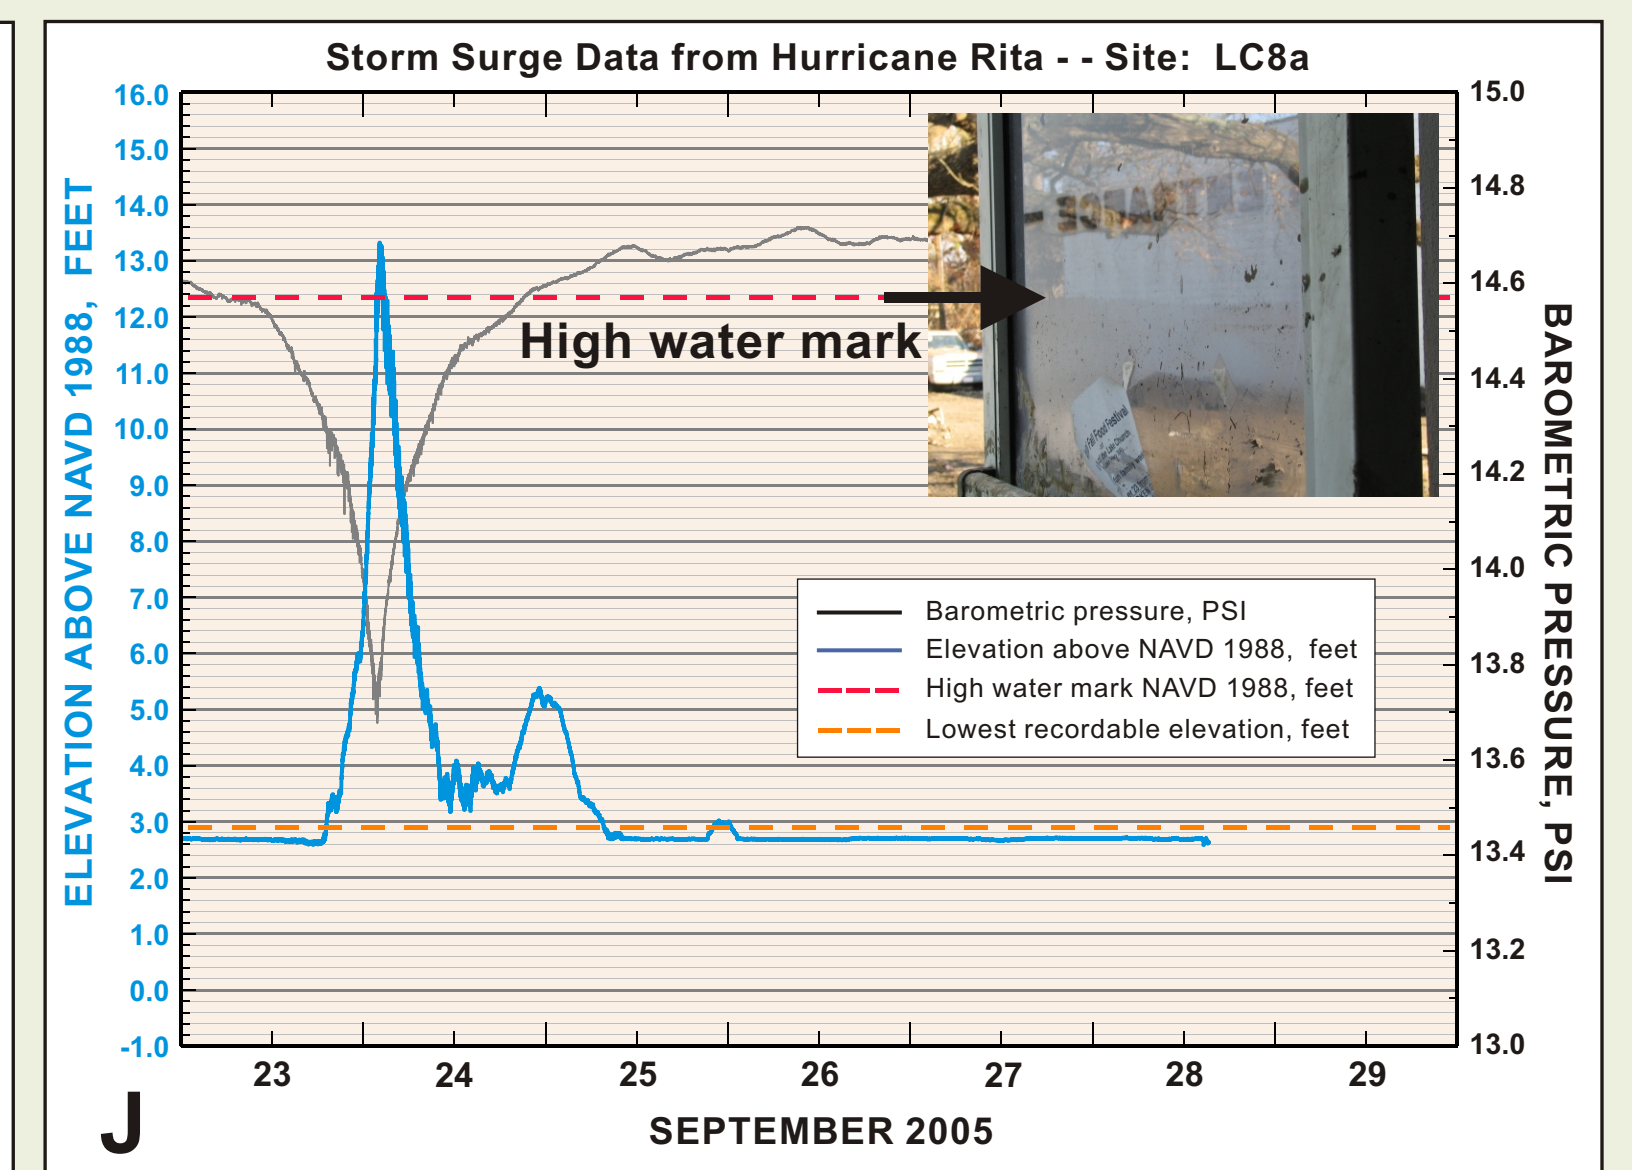 Storm Surge Data from Hurricane Rita - - Site: LC8a
ELEVATION ABOVE NAVD 1988, FEET
16.0
15.0
14.0
13.0
12.0
11.0
10.0
9.0
8.0
7.0
6.0
5.0
4.0
3.0
2.0
1.0
0.0
-1.0
High water mark
Fall Food Festival
Barometric pressure, PSI
Elevation above NAVD 1988, feet
High water mark NAVD 1988, feet
Lowest recordable elevation, feet
15.0
14.8
14.6
14.4
14.2
14.0
13.8
13.6
13.4
13.2
13.0
BAROMETRIC PRESSURE, PSI
23 24 25 26 27 28 29
SEPTEMBER 2005
J